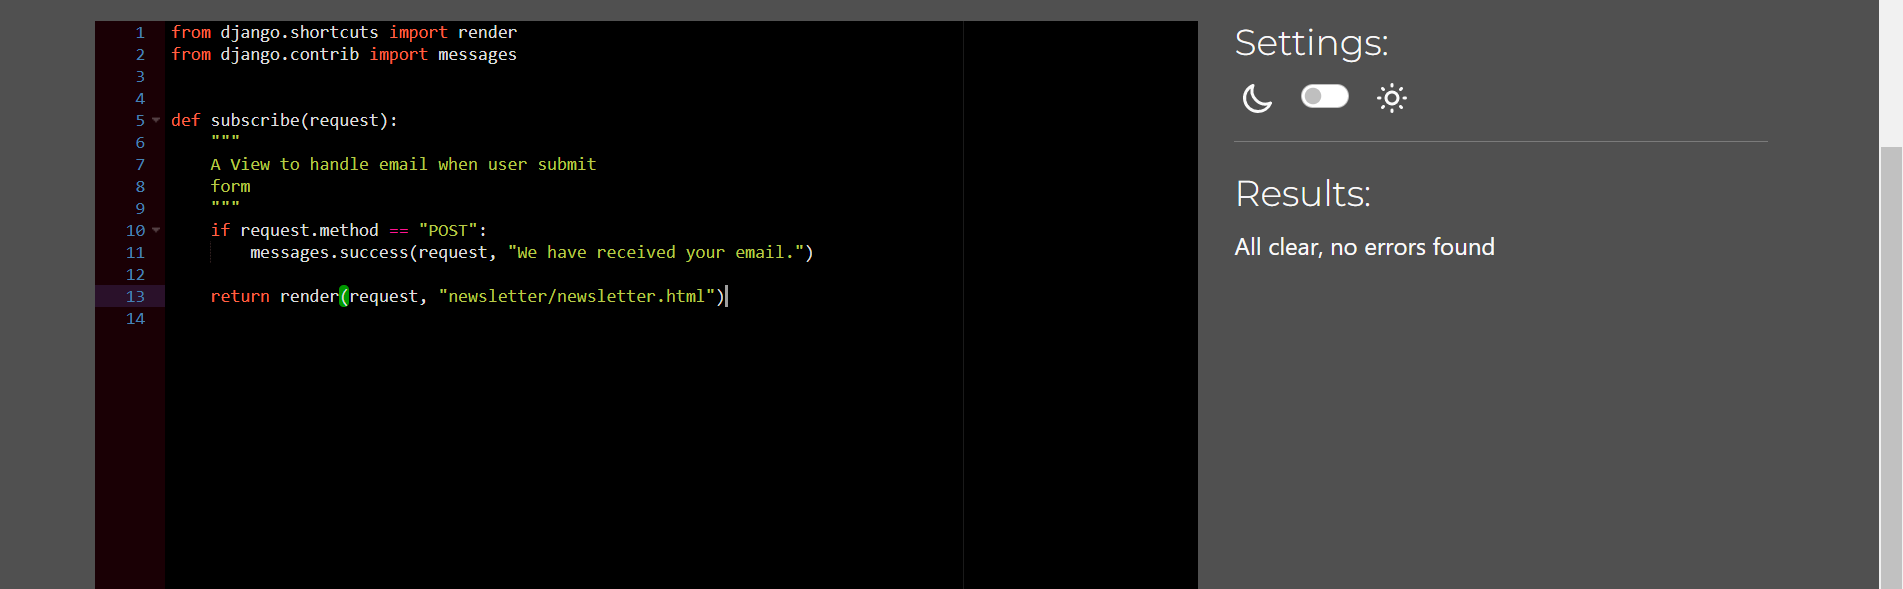 1 from django.shortcuts import render
2 from django.contrib import messages
3
4
5 def subscribe(request):
6     """
7     A View to handle email when user submit
8     form
9     """
10     if request.method == "POST":
11         messages.success(request, "We have received your email.")
12
13     return render(request, "newsletter/newsletter.html")
14
Settings:
Results:
All clear, no errors found